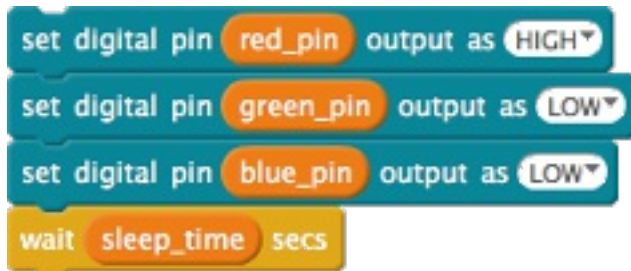 set digital pin red_pin output as HIGH
set digital pin green_pin output as LOW
set digital pin blue_pin output as LOW
wait sleep_time secs